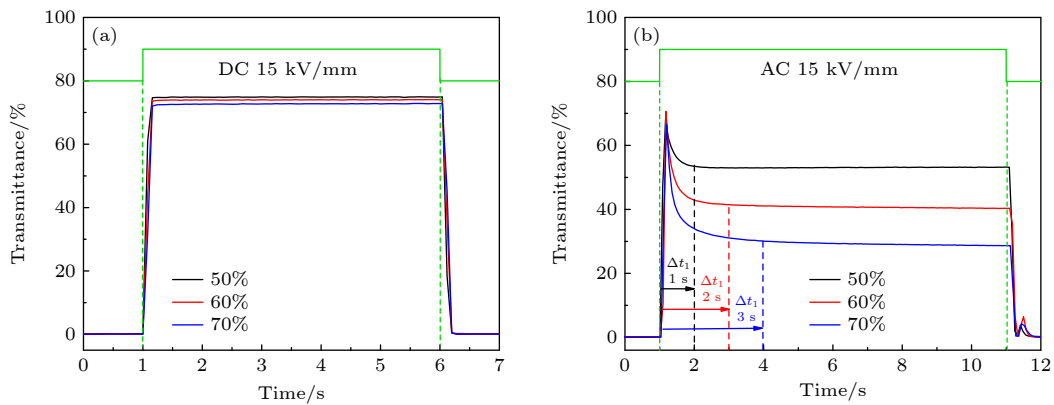 100
80
60
40
20
0
Transmittance/%
(a)
DC 15 kV/mm
50%
60%
70%
0 1 2 3 4 5 6 7
Time/s
100
80
60
40
20
0
Transmittance/%
(b)
AC 15 kV/mm
Δt₁
1 s
Δt₁
2 s
Δt₁
3 s
50%
60%
70%
0 2 4 6 8 10 12
Time/s